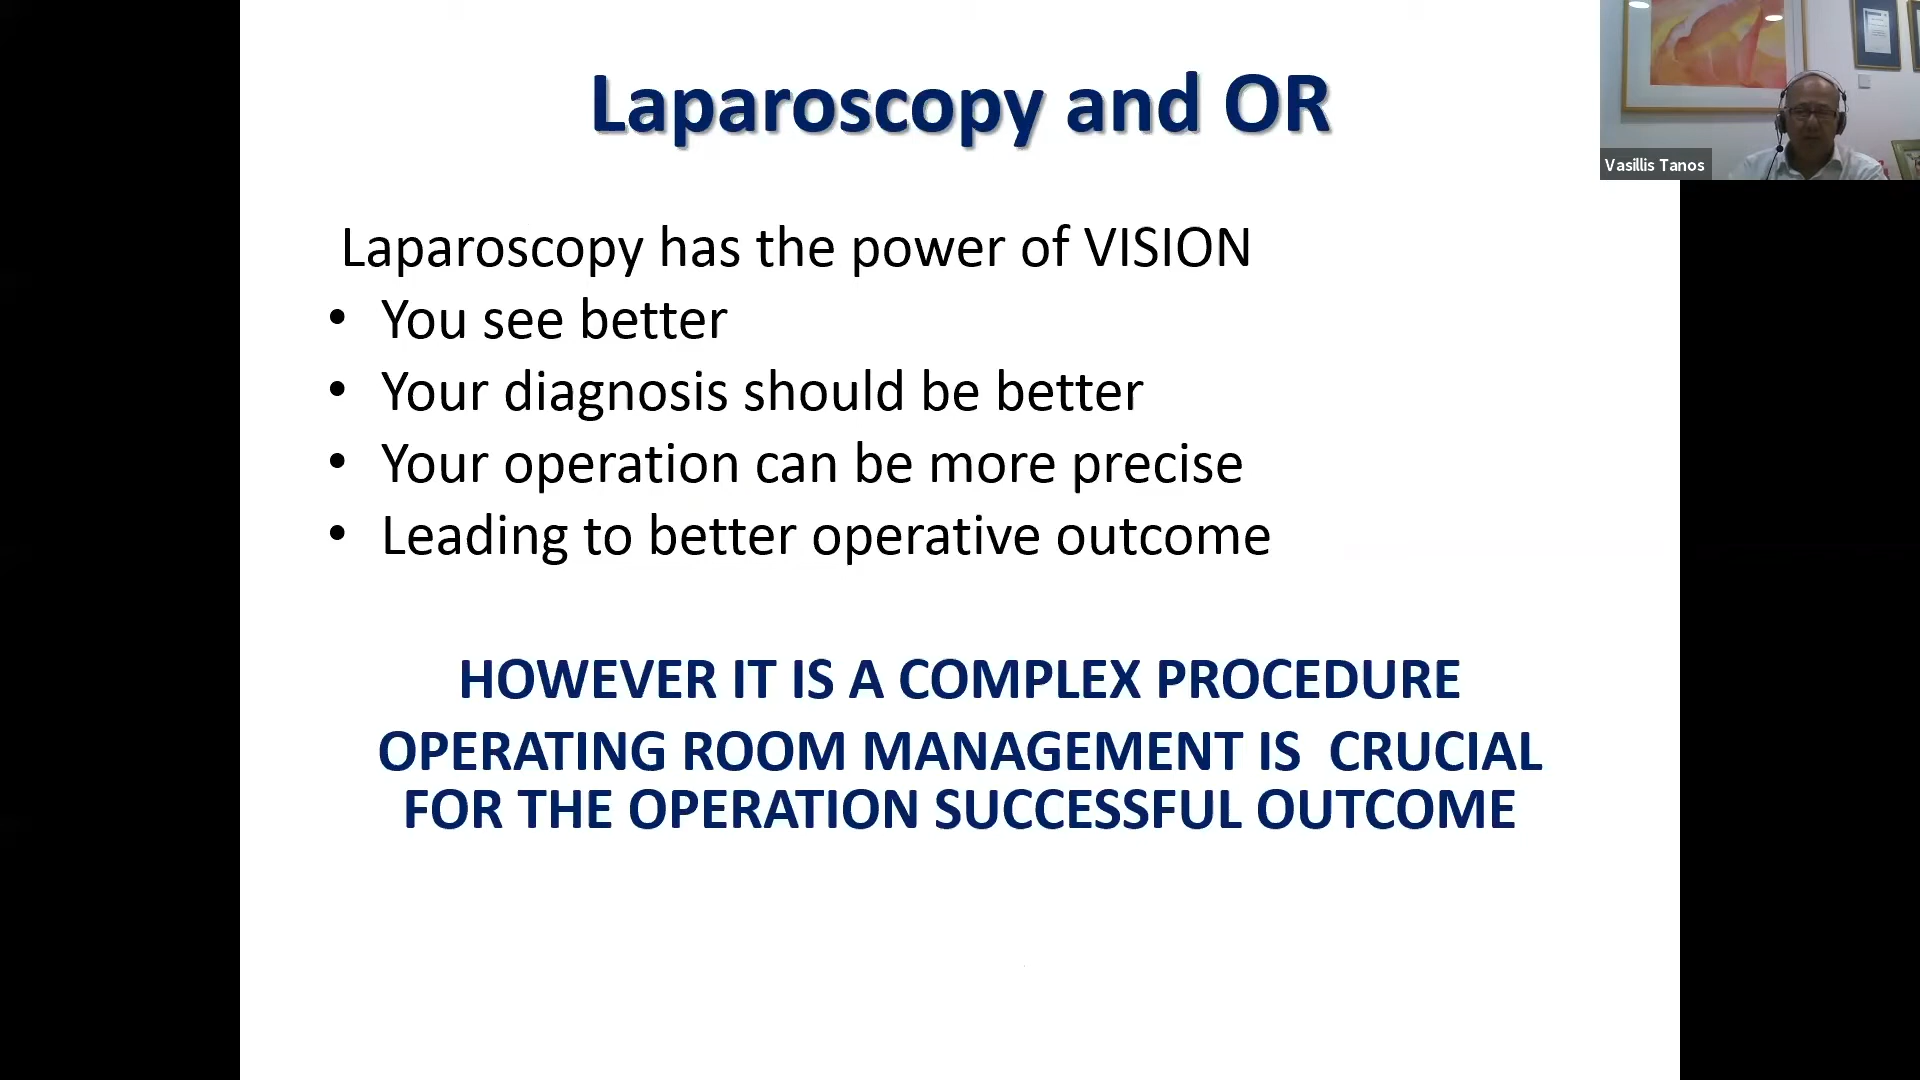 Laparoscopy and OR
Vasillis Tanos
Laparoscopy has the power of VISION
• You see better
• Your diagnosis should be better
• Your operation can be more precise
• Leading to better operative outcome
HOWEVER IT IS A COMPLEX PROCEDURE
OPERATING ROOM MANAGEMENT IS  CRUCIAL
FOR THE OPERATION SUCCESSFUL OUTCOME